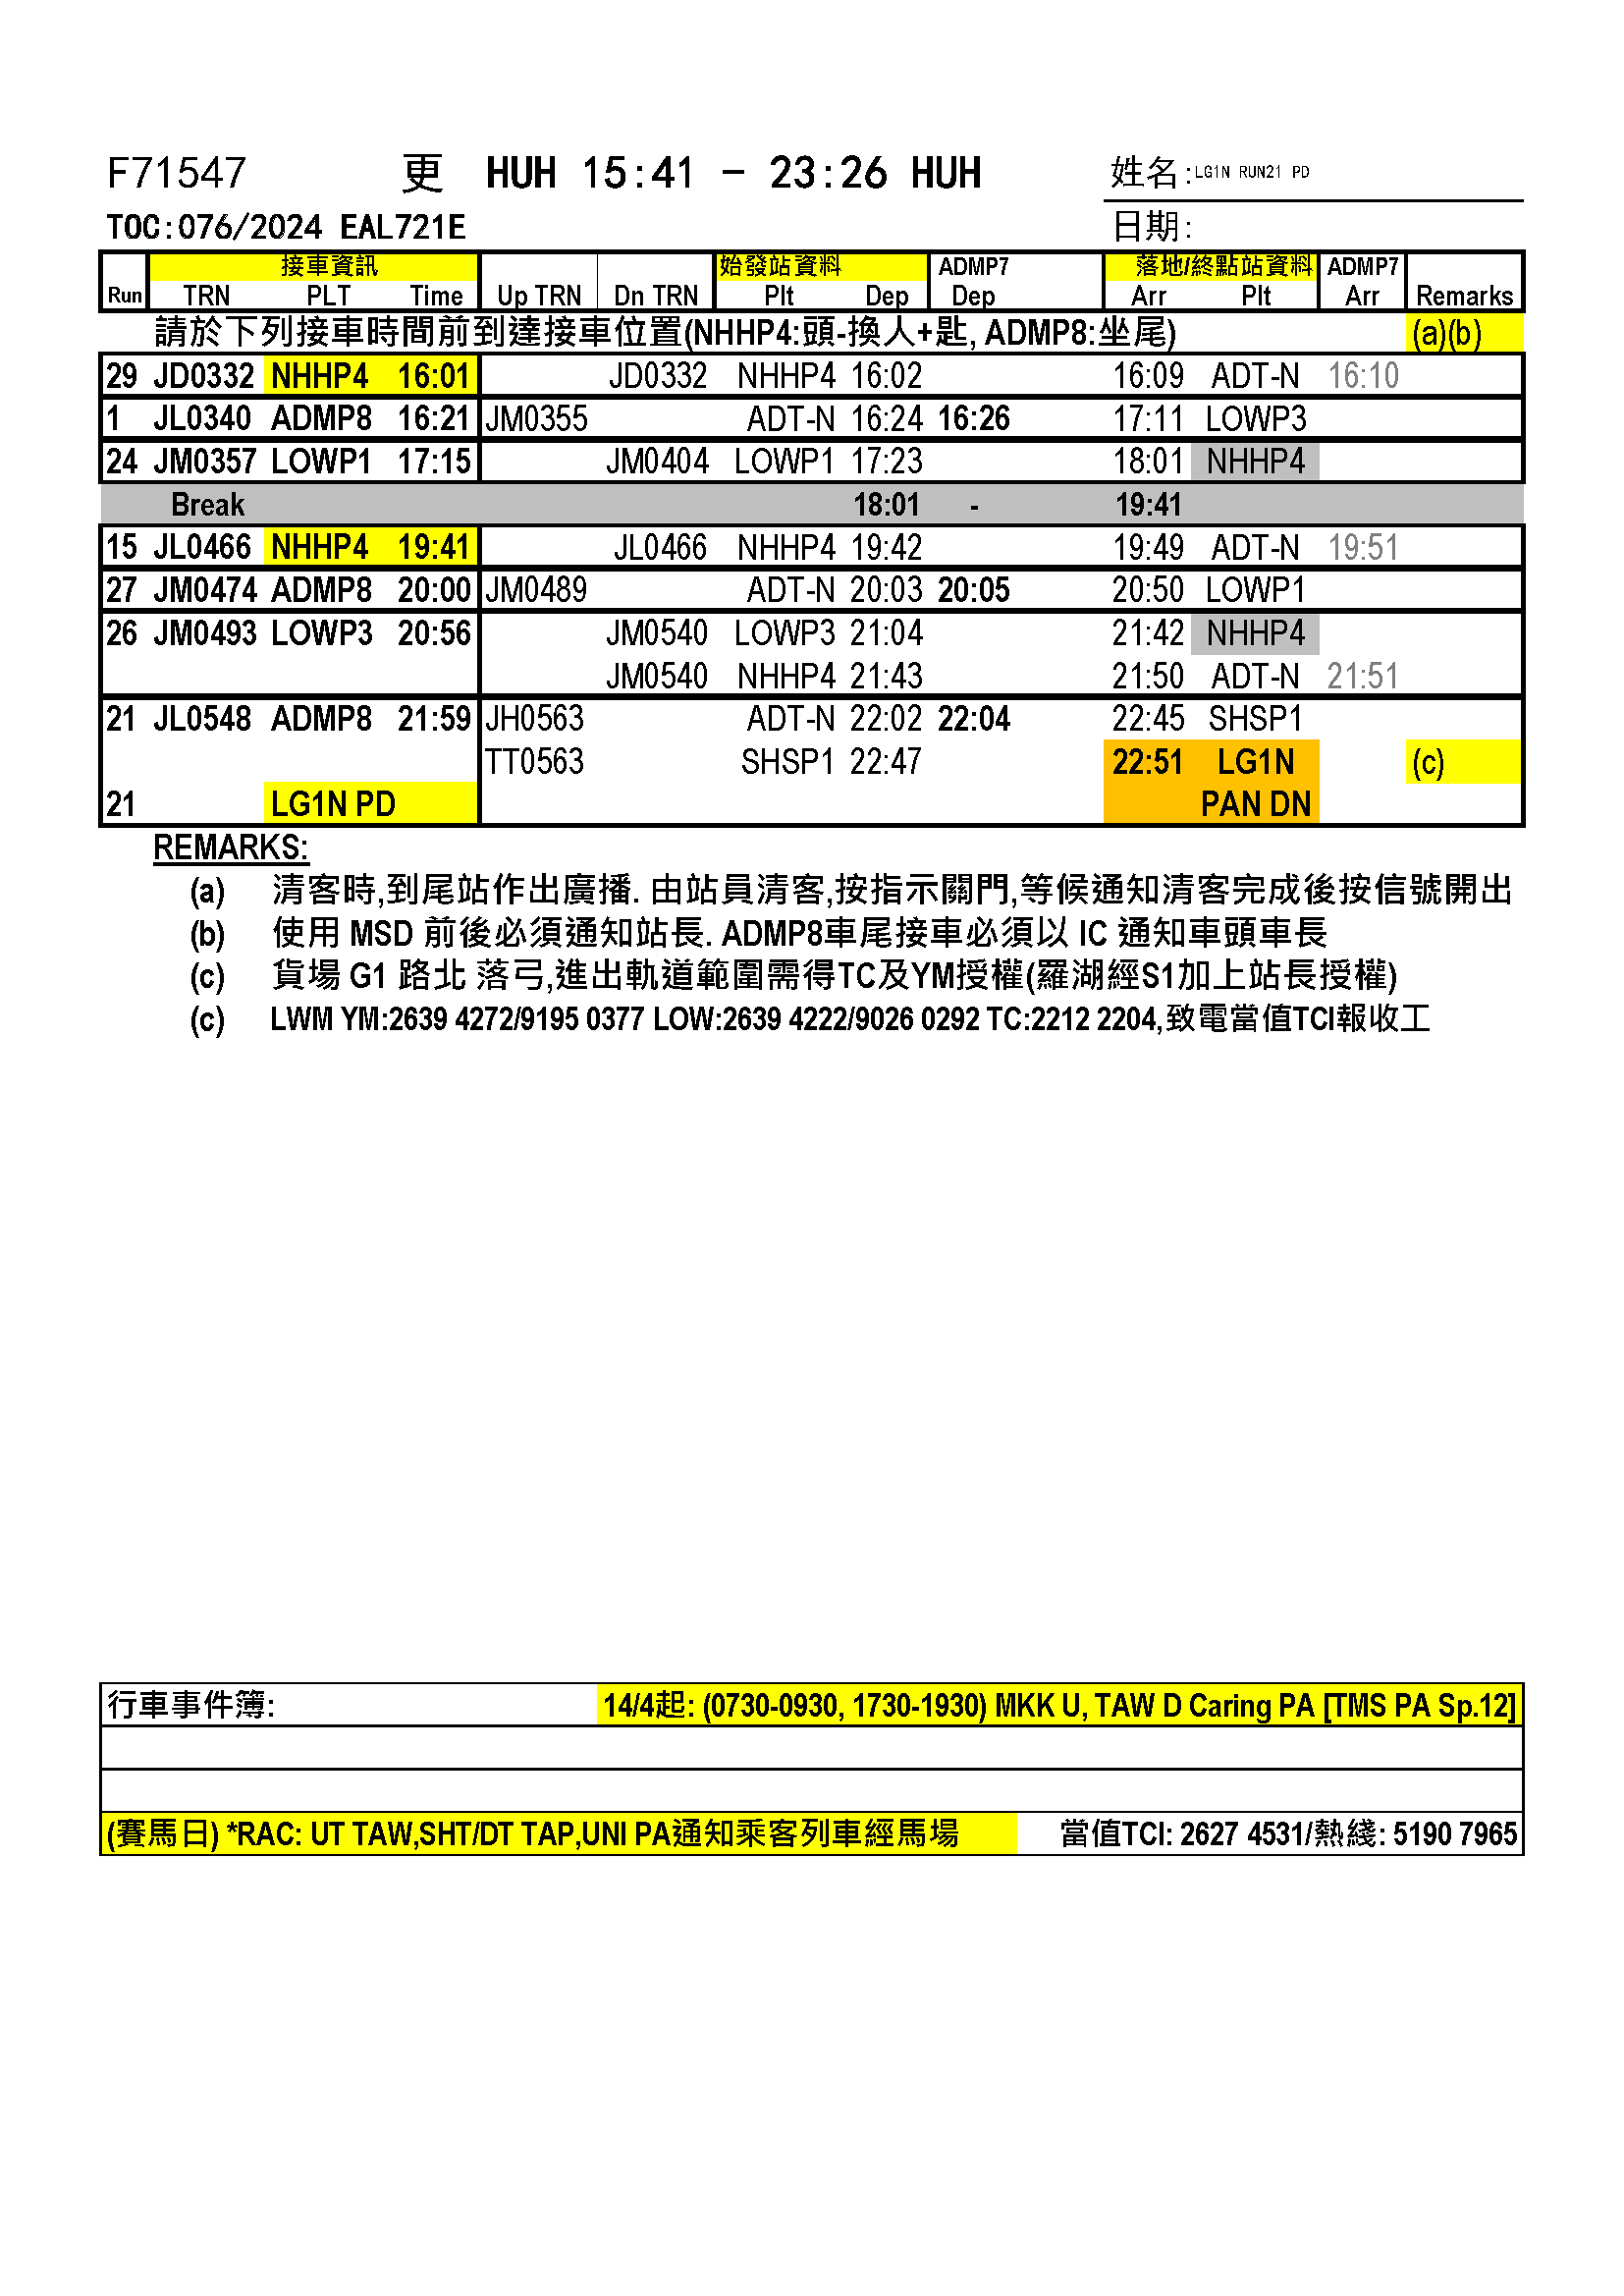 F71547 更 HUH 15:41 - 23:26 HUH 姓名:LG1N RUN21 PD
TOC:076/2024 EAL721E 日期:
接車資訊 始發站資料 ADMP7 落地/終點站資料 ADMP7
Run TRN PLT Time Up TRN Dn TRN Plt Dep Dep Arr Plt Arr Remarks
請於下列接車時間前到達接車位置(NHHP4:頭-換人+匙, ADMP8:坐尾) (a)(b)
29 JD0332 NHHP4 16:01 JD0332 NHHP4 16:02 16:09 ADT-N 16:10
1 JL0340 ADMP8 16:21 JM0355 ADT-N 16:24 16:26 17:11 LOWP3
24 JM0357 LOWP1 17:15 JM0404 LOWP1 17:23 18:01 NHHP4
Break 18:01 - 19:41
15 JL0466 NHHP4 19:41 JL0466 NHHP4 19:42 19:49 ADT-N 19:51
27 JM0474 ADMP8 20:00 JM0489 ADT-N 20:03 20:05 20:50 LOWP1
26 JM0493 LOWP3 20:56 JM0540 LOWP3 21:04 21:42 NHHP4
JM0540 NHHP4 21:43 21:50 ADT-N 21:51
21 JL0548 ADMP8 21:59 JH0563 ADT-N 22:02 22:04 22:45 SHSP1
TT0563 SHSP1 22:47 22:51 LG1N (c)
21 LG1N PD PAN DN
REMARKS:
(a) 清客時,到尾站作出廣播. 由站員清客,按指示關門,等候通知清客完成後按信號開出
(b) 使用 MSD 前後必須通知站長. ADMP8車尾接車必須以 IC 通知車頭車長
(c) 貨場 G1 路北 落弓,進出軌道範圍需得TC及YM授權(羅湖經S1加上站長授權)
(c) LWM YM:2639 4272/9195 0377 LOW:2639 4222/9026 0292 TC:2212 2204,致電當值TCI報收工
行車事件簿: 14/4起: (0730-0930, 1730-1930) MKK U, TAW D Caring PA [TMS PA Sp.12]
(賽馬日) *RAC: UT TAW,SHT/DT TAP,UNI PA通知乘客列車經馬場 當值TCI: 2627 4531/熱綫: 5190 7965